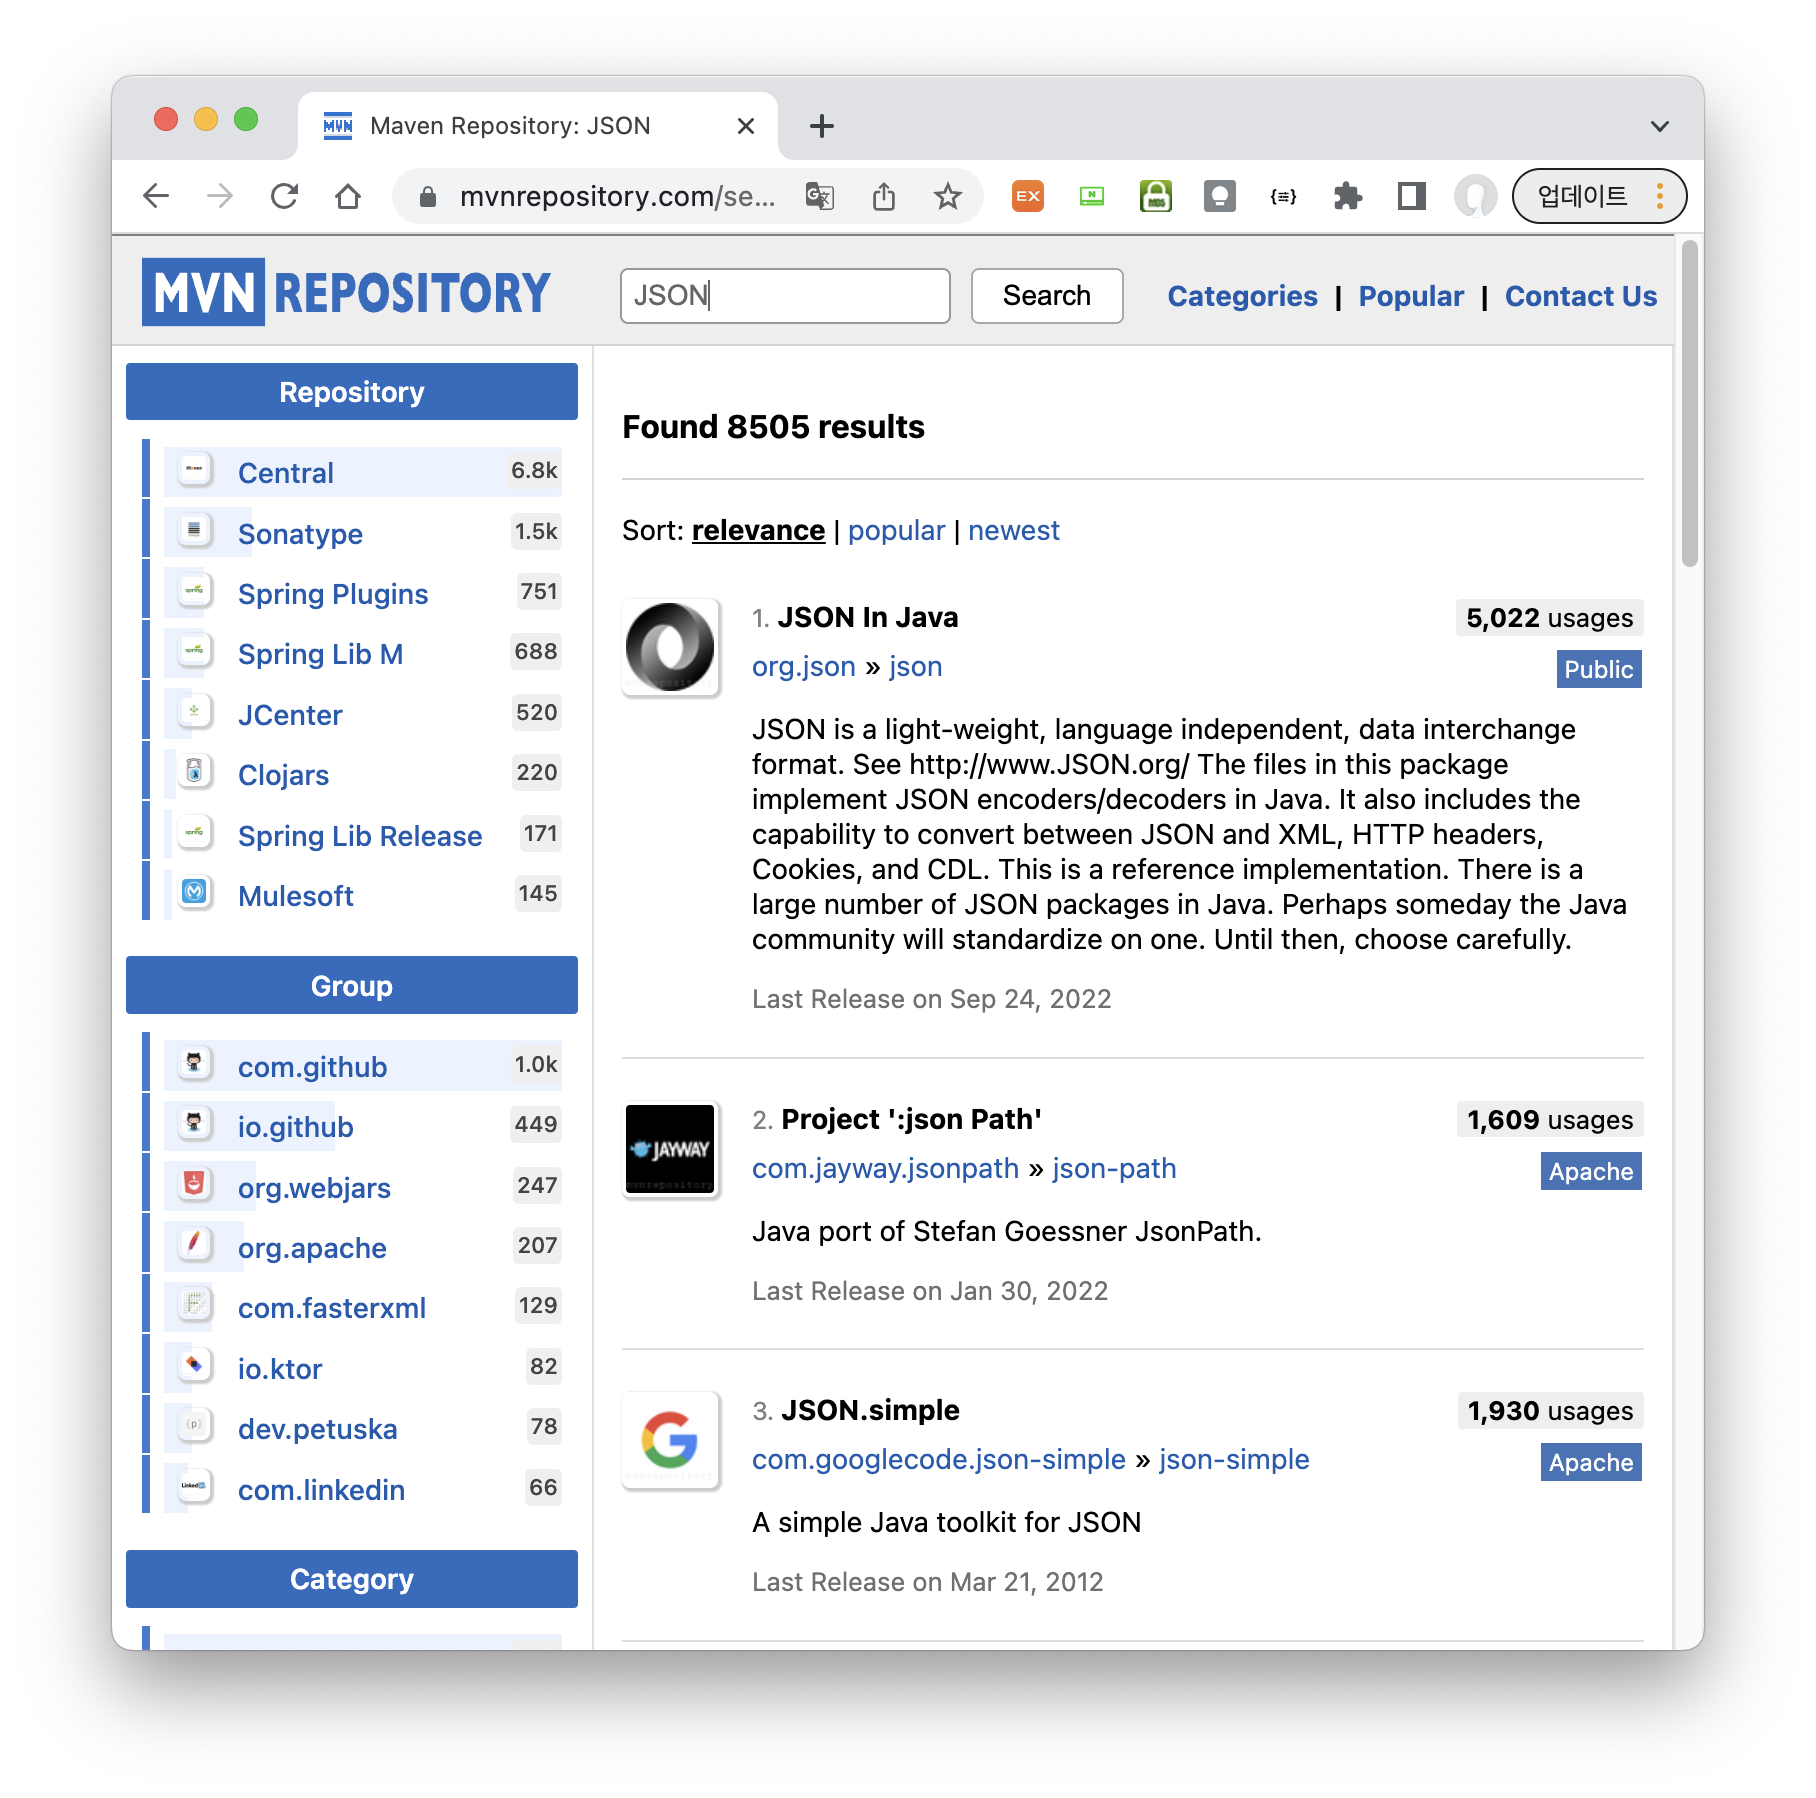 Maven Repository: JSON
mvnrepository.com/se...
EX
N
MDS
업데이트
MVN REPOSITORY
JSON
Search
Categories | Popular | Contact Us
Repository
Central 6.8k
Sonatype 1.5k
Spring Plugins 751
Spring Lib M 688
JCenter 520
Clojars 220
Spring Lib Release 171
Mulesoft 145
Group
com.github 1.0k
io.github 449
org.webjars 247
org.apache 207
com.fasterxml 129
io.ktor 82
dev.petuska 78
com.linkedin 66
Category
Found 8505 results
Sort: relevance | popular | newest
1. JSON In Java
5,022 usages
org.json » json
Public
JSON is a light-weight, language independent, data interchange
format. See http://www.JSON.org/ The files in this package
implement JSON encoders/decoders in Java. It also includes the
capability to convert between JSON and XML, HTTP headers,
Cookies, and CDL. This is a reference implementation. There is a
large number of JSON packages in Java. Perhaps someday the Java
community will standardize on one. Until then, choose carefully.
Last Release on Sep 24, 2022
JAYWAY
mvnrepository
2. Project ':json Path'
1,609 usages
com.jayway.jsonpath » json-path
Apache
Java port of Stefan Goessner JsonPath.
Last Release on Jan 30, 2022
3. JSON.simple
1,930 usages
com.googlecode.json-simple » json-simple
Apache
A simple Java toolkit for JSON
Last Release on Mar 21, 2012